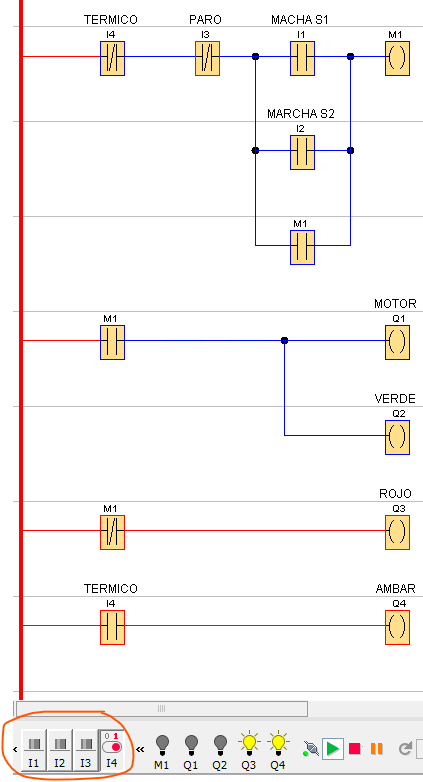 TERMICO PARO MACHA S1
I4 I3 I1 M1
MARCHA S2
I2
M1
MOTOR
M1 Q1
VERDE
Q2
ROJO
M1 Q3
TERMICO AMBAR
I4 Q4
0 1
I1 I2 I3 I4 M1 Q1 Q2 Q3 Q4